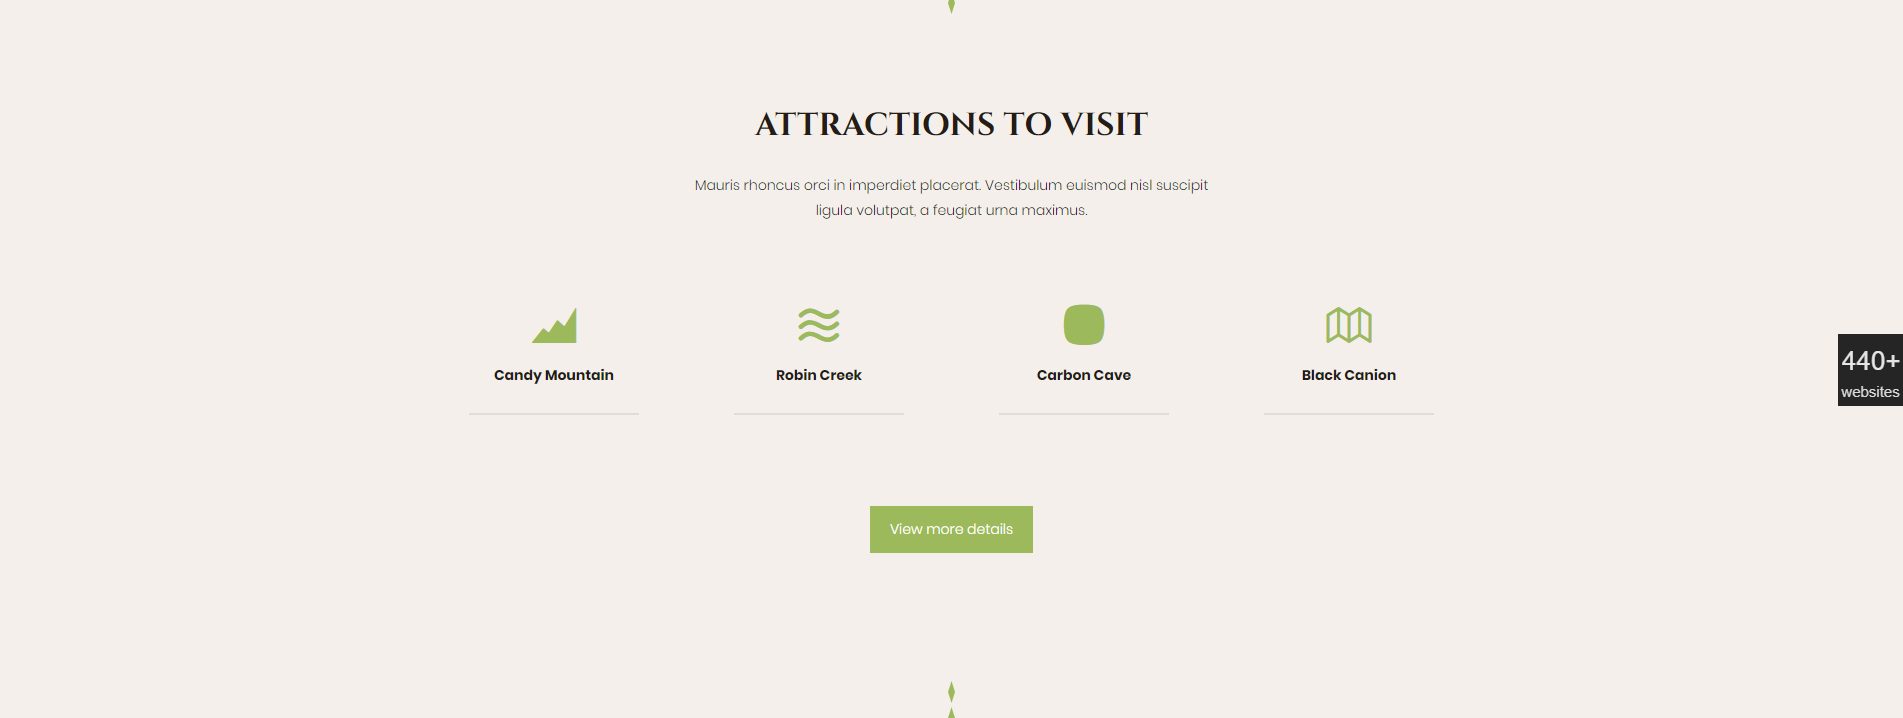 ATTRACTIONS TO VISIT
Mauris rhoncus orci in imperdiet placerat. Vestibulum euismod nisl suscipit
ligula volutpat, a feugiat urna maximus.
Candy Mountain
Robin Creek
Carbon Cave
Black Canion
440+
websites
View more details